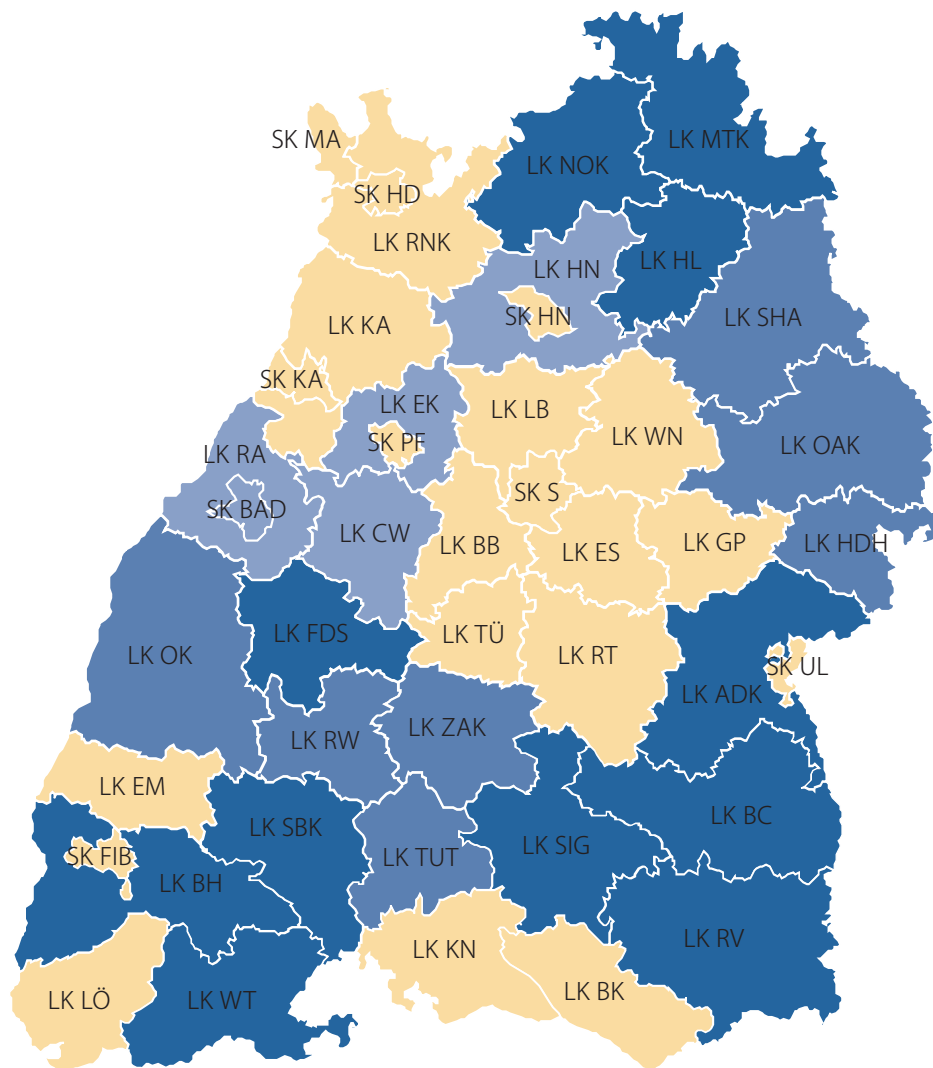 LK MTK
SK MA
LK NOK
SK HD
LK RNK
LK HN
LK HL
SK HN
LK SHA
LK KA
SK KA
LK EK
LK LB
LK WN
SK PF
LK OAK
LK RA
SK S
SK BAD
LK CW
LK BB
LK ES
LK GP
LK HDH
LK FDS
LK TÜ
LK OK
LK RT
SK UL
LK ADK
LK RW
LK ZAK
LK EM
LK SBK
LK BC
LK SIG
SK FIB
LK TUT
LK BH
LK RV
LK KN
LK BK
LK LÖ
LK WT